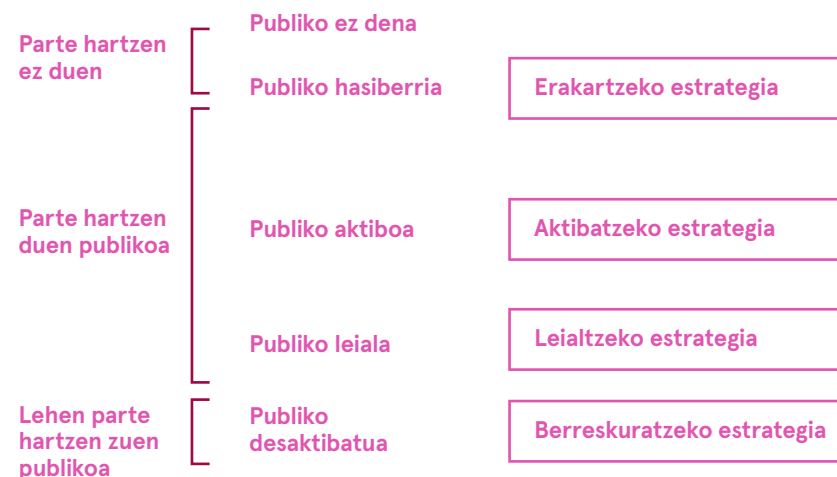 Parte hartzen
ez duen
Publiko ez dena
Publiko hasiberria
Erakartzeko estrategia
Parte hartzen
duen publikoa
Publiko aktiboa
Aktibatzeko estrategia
Publiko leiala
Leialtzeko estrategia
Lehen parte
hartzen zuen
publikoa
Publiko
desaktibatua
Berreskuratzeko estrategia